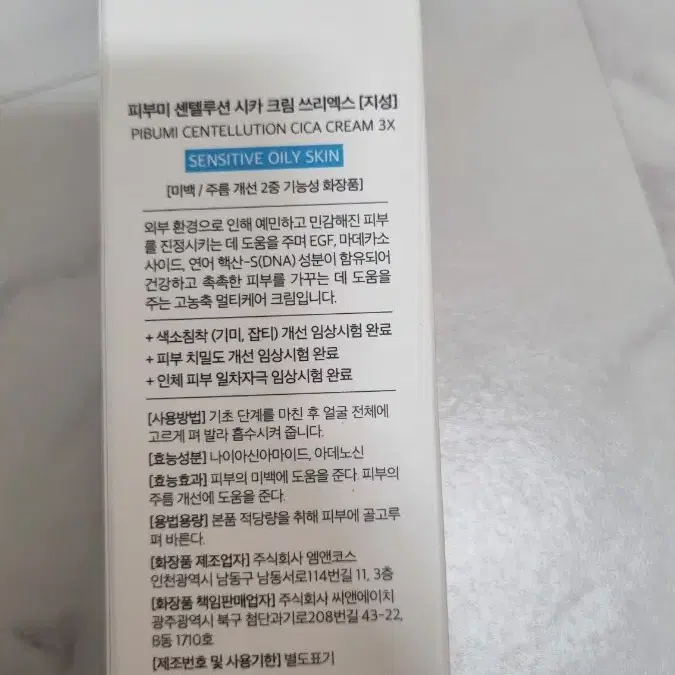 피부미 센텔루션 시카 크림 쓰리엑스 [지성]
PIBUMI CENTELLUTION CICA CREAM 3X
SENSITIVE OILY SKIN
[미백 / 주름 개선 2중 기능성 화장품]
외부 환경으로 인해 예민하고 민감해진 피부
를 진정시키는 데 도움을 주며 EGF, 마데카소
사이드, 연어 핵산-S(DNA) 성분이 함유되어
건강하고 촉촉한 피부를 가꾸는 데 도움을
주는 고농축 멀티케어 크림입니다.
+ 색소침착 (기미, 잡티) 개선 임상시험 완료
+ 피부 치밀도 개선 임상시험 완료
+ 인체 피부 일차자극 임상시험 완료
[사용방법] 기초 단계를 마친 후 얼굴 전체에
고르게 펴 발라 흡수시켜 줍니다.
[효능성분] 나이아신아마이드, 아데노신
[효능효과] 피부의 미백에 도움을 준다. 피부의
주름 개선에 도움을 준다.
[용법용량] 본품 적당량을 취해 피부에 골고루
펴 바른다.
[화장품 제조업자] 주식회사 엠앤코스
인천광역시 남동구 남동서로114번길 11, 3층
[화장품 책임판매업자] 주식회사 씨앤에이치
광주광역시 북구 첨단과기로208번길 43-22,
B동 1710호
[제조번호 및 사용기한] 별도표기